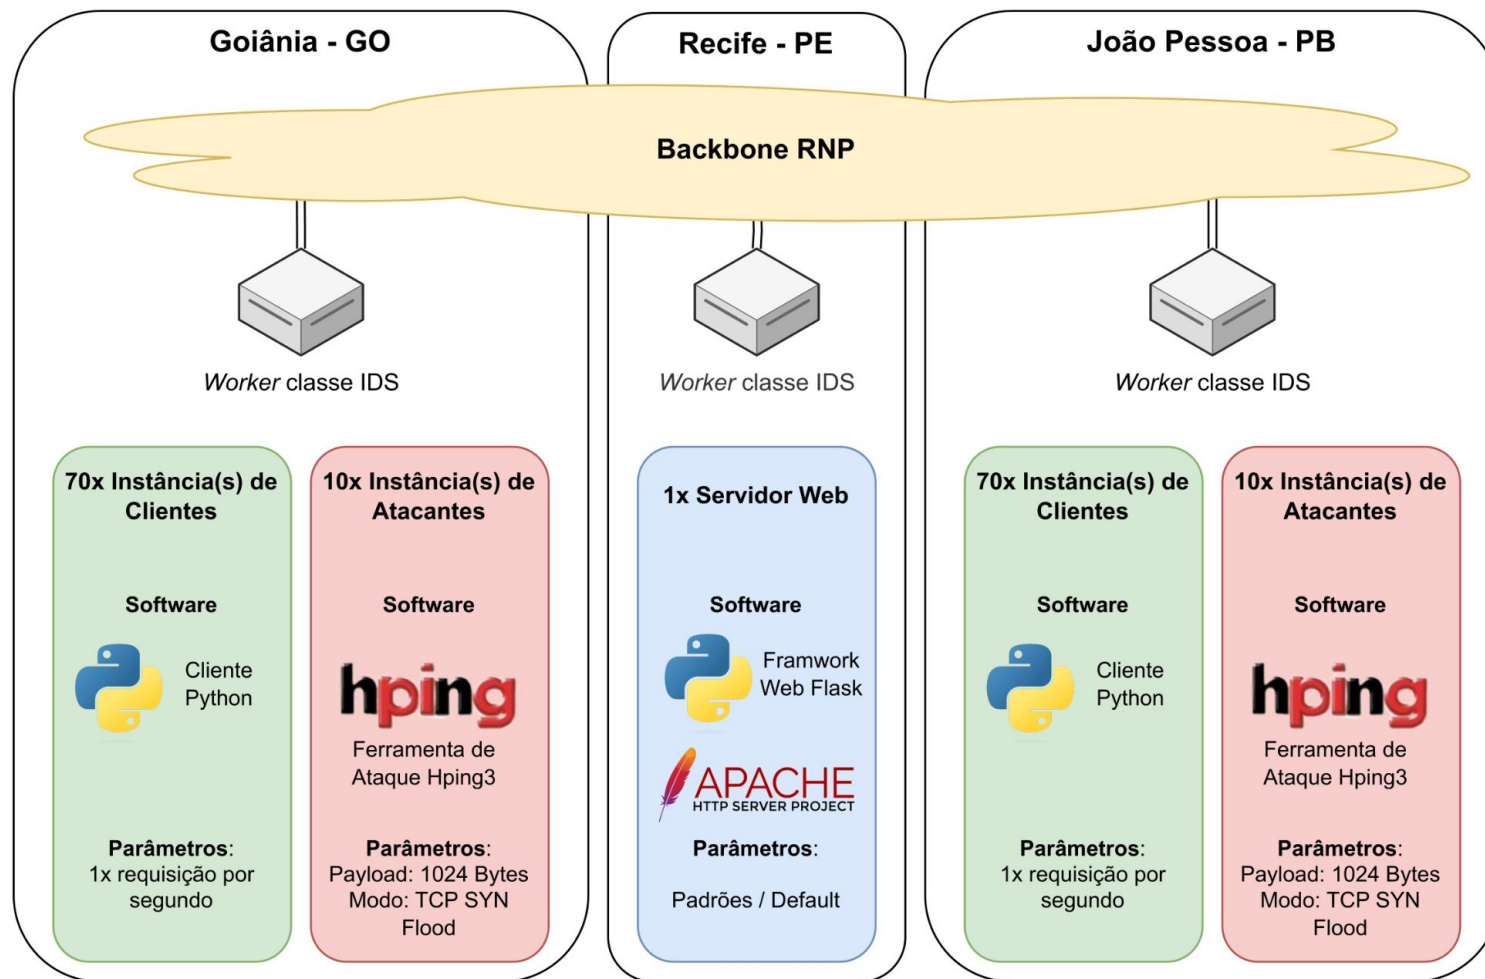 Goiânia - GO
Recife - PE
João Pessoa - PB
Backbone RNP
Worker classe IDS
Worker classe IDS
Worker classe IDS
70x Instância(s) de
Clientes
Software
Cliente
Python
Parâmetros:
1x requisição por
segundo
10x Instância(s) de
Atacantes
Software
hping
Ferramenta de
Ataque Hping3
Parâmetros:
Payload: 1024 Bytes
Modo: TCP SYN
Flood
1x Servidor Web
Software
Framwork
Web Flask
APACHE
HTTP SERVER PROJECT
Parâmetros:
Padrões / Default
70x Instância(s) de
Clientes
Software
Cliente
Python
Parâmetros:
1x requisição por
segundo
10x Instância(s) de
Atacantes
Software
hping
Ferramenta de
Ataque Hping3
Parâmetros:
Payload: 1024 Bytes
Modo: TCP SYN
Flood